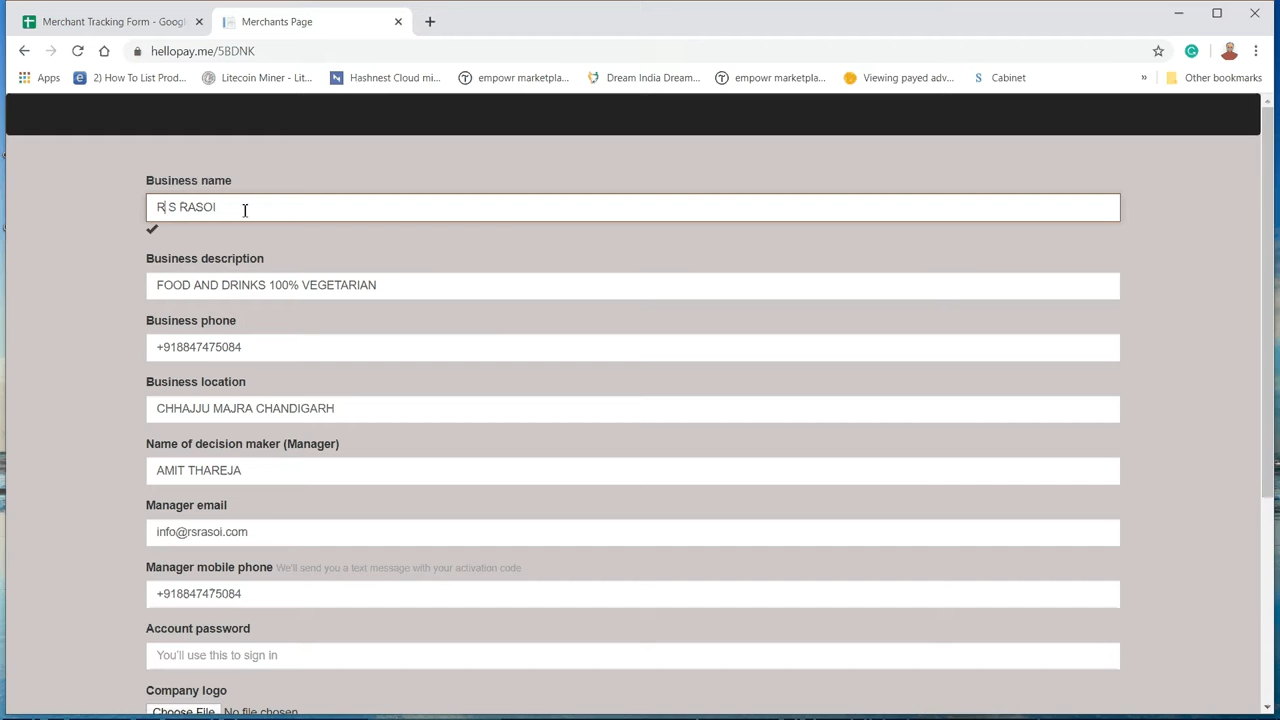 Merchant Tracking Form - Google
Merchants Page
hellopay.me/5BDNK
Apps
2) How To List Prod...
Litecoin Miner - Lit...
Hashnest Cloud mi...
empowr marketpla...
Dream India Dream...
empowr marketpla...
Viewing payed adv...
Cabinet
»
Other bookmarks
Business name
R S RASOI
Business description
FOOD AND DRINKS 100% VEGETARIAN
Business phone
+918847475084
Business location
CHHAJJU MAJRA CHANDIGARH
Name of decision maker (Manager)
AMIT THAREJA
Manager email
info@rsrasoi.com
Manager mobile phone We'll send you a text message with your activation code
+918847475084
Account password
You'll use this to sign in
Company logo
Choose File No file chosen